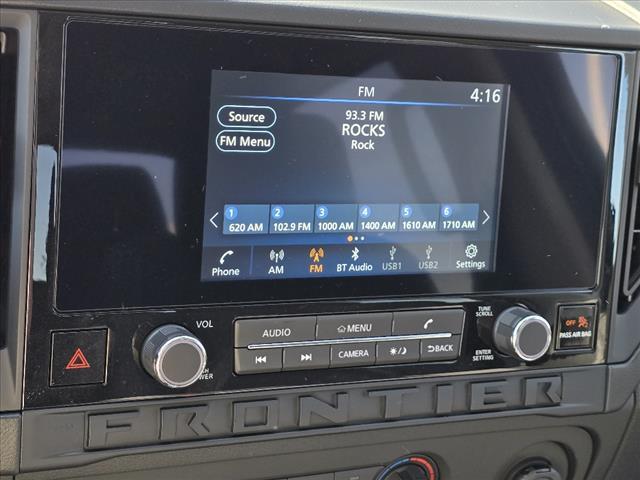 FM
4:16
Source
93.3 FM
ROCKS
FM Menu
Rock
1 2 3 4 5 6
620 AM 102.9 FM 1000 AM 1400 AM 1610 AM 1710 AM
Phone AM FM BT Audio USB1 USB2 Settings
VOL
AUDIO MENU
TUNE
SCROLL
OFF
PASS AIR BAG
CAMERA BACK
ENTER
SETTING
POWER
FRONTIER